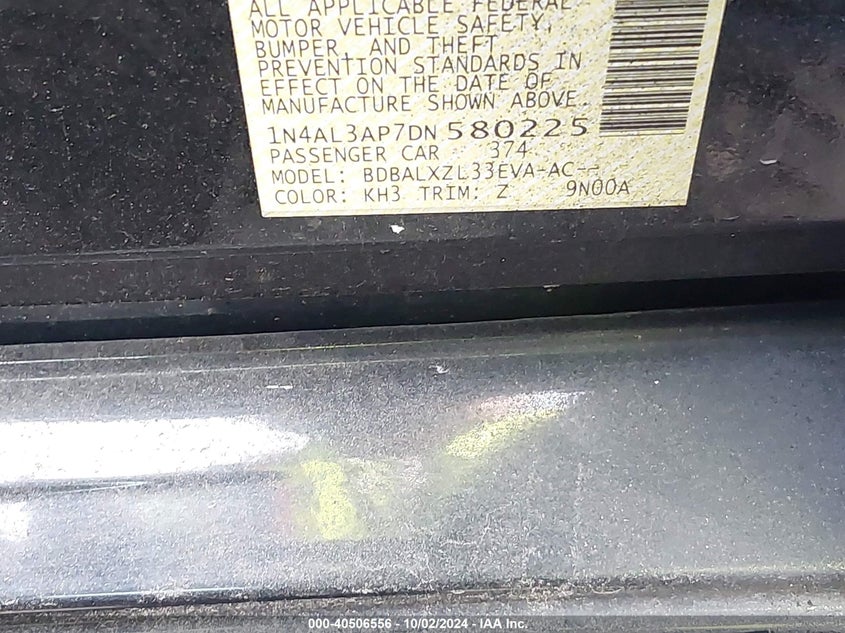 ALL APPLICABLE FEDERAL
MOTOR VEHICLE SAFETY,
BUMPER, AND THEFT
PREVENTION STANDARDS IN
EFFECT ON THE DATE OF
MANUFACTURE SHOWN ABOVE.
1N4AL3AP7DN580225
PASSENGER CAR 374
MODEL: BDBALXZL33EVA-AC--
COLOR: KH3 TRIM: Z 9N00A
000-40506556 - 10/02/2024 - IAA Inc.